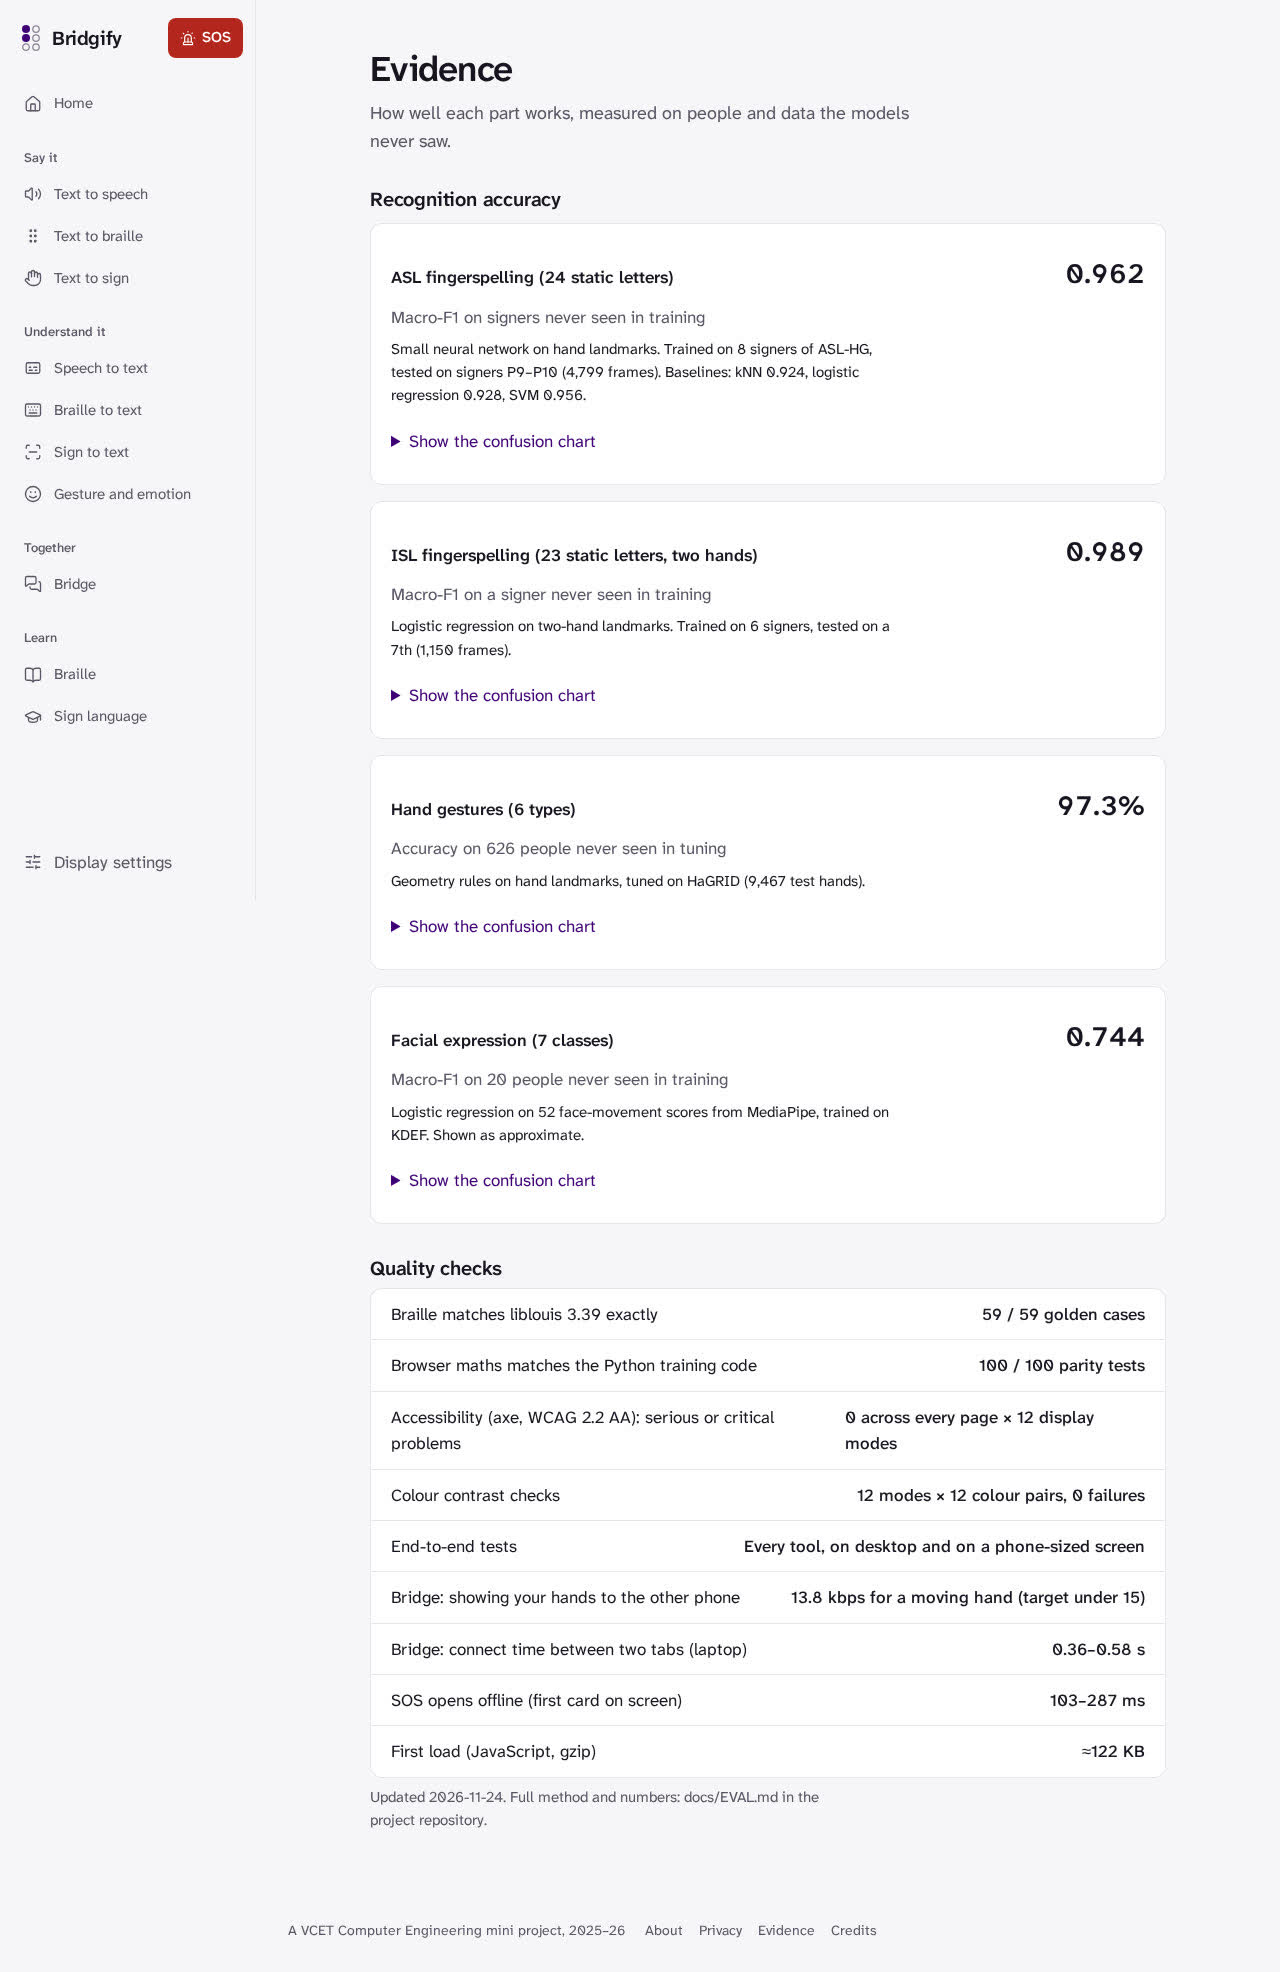 Bridgify
SOS
Home
Say it
Text to speech
Text to braille
Text to sign
Understand it
Speech to text
Braille to text
Sign to text
Gesture and emotion
Together
Bridge
Learn
Braille
Sign language
Display settings
Evidence
How well each part works, measured on people and data the models
never saw.
Recognition accuracy
ASL fingerspelling (24 static letters)
0.962
Macro-F1 on signers never seen in training
Small neural network on hand landmarks. Trained on 8 signers of ASL-HG,
tested on signers P9–P10 (4,799 frames). Baselines: kNN 0.924, logistic
regression 0.928, SVM 0.956.
Show the confusion chart
ISL fingerspelling (23 static letters, two hands)
0.989
Macro-F1 on a signer never seen in training
Logistic regression on two-hand landmarks. Trained on 6 signers, tested on a
7th (1,150 frames).
Show the confusion chart
Hand gestures (6 types)
97.3%
Accuracy on 626 people never seen in tuning
Geometry rules on hand landmarks, tuned on HaGRID (9,467 test hands).
Show the confusion chart
Facial expression (7 classes)
0.744
Macro-F1 on 20 people never seen in training
Logistic regression on 52 face-movement scores from MediaPipe, trained on
KDEF. Shown as approximate.
Show the confusion chart
Quality checks
Braille matches liblouis 3.39 exactly
59 / 59 golden cases
Browser maths matches the Python training code
100 / 100 parity tests
Accessibility (axe, WCAG 2.2 AA): serious or critical
problems
0 across every page × 12 display
modes
Colour contrast checks
12 modes × 12 colour pairs, 0 failures
End-to-end tests
Every tool, on desktop and on a phone-sized screen
Bridge: showing your hands to the other phone
13.8 kbps for a moving hand (target under 15)
Bridge: connect time between two tabs (laptop)
0.36–0.58 s
SOS opens offline (first card on screen)
103–287 ms
First load (JavaScript, gzip)
≈122 KB
Updated 2026-11-24. Full method and numbers: docs/EVAL.md in the
project repository.
A VCET Computer Engineering mini project, 2025–26
About
Privacy
Evidence
Credits